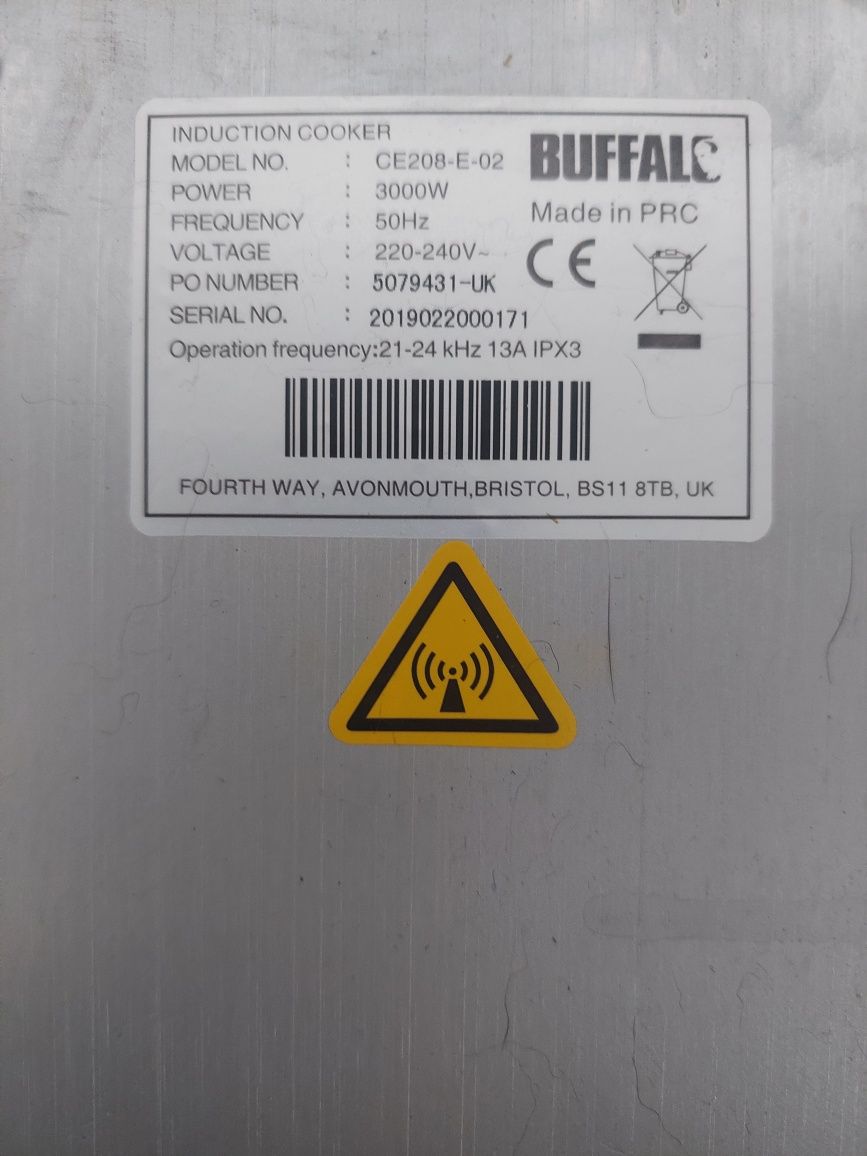 INDUCTION COOKER
BUFFALO
MODEL NO. : CE208-E-02
POWER : 3000W
Made in PRC
FREQUENCY : 50Hz
VOLTAGE : 220-240V~
CE
PO NUMBER : 5079431-UK
SERIAL NO. : 2019022000171
Operation frequency:21-24 kHz 13A IPX3
FOURTH WAY, AVONMOUTH,BRISTOL, BS11 8TB, UK